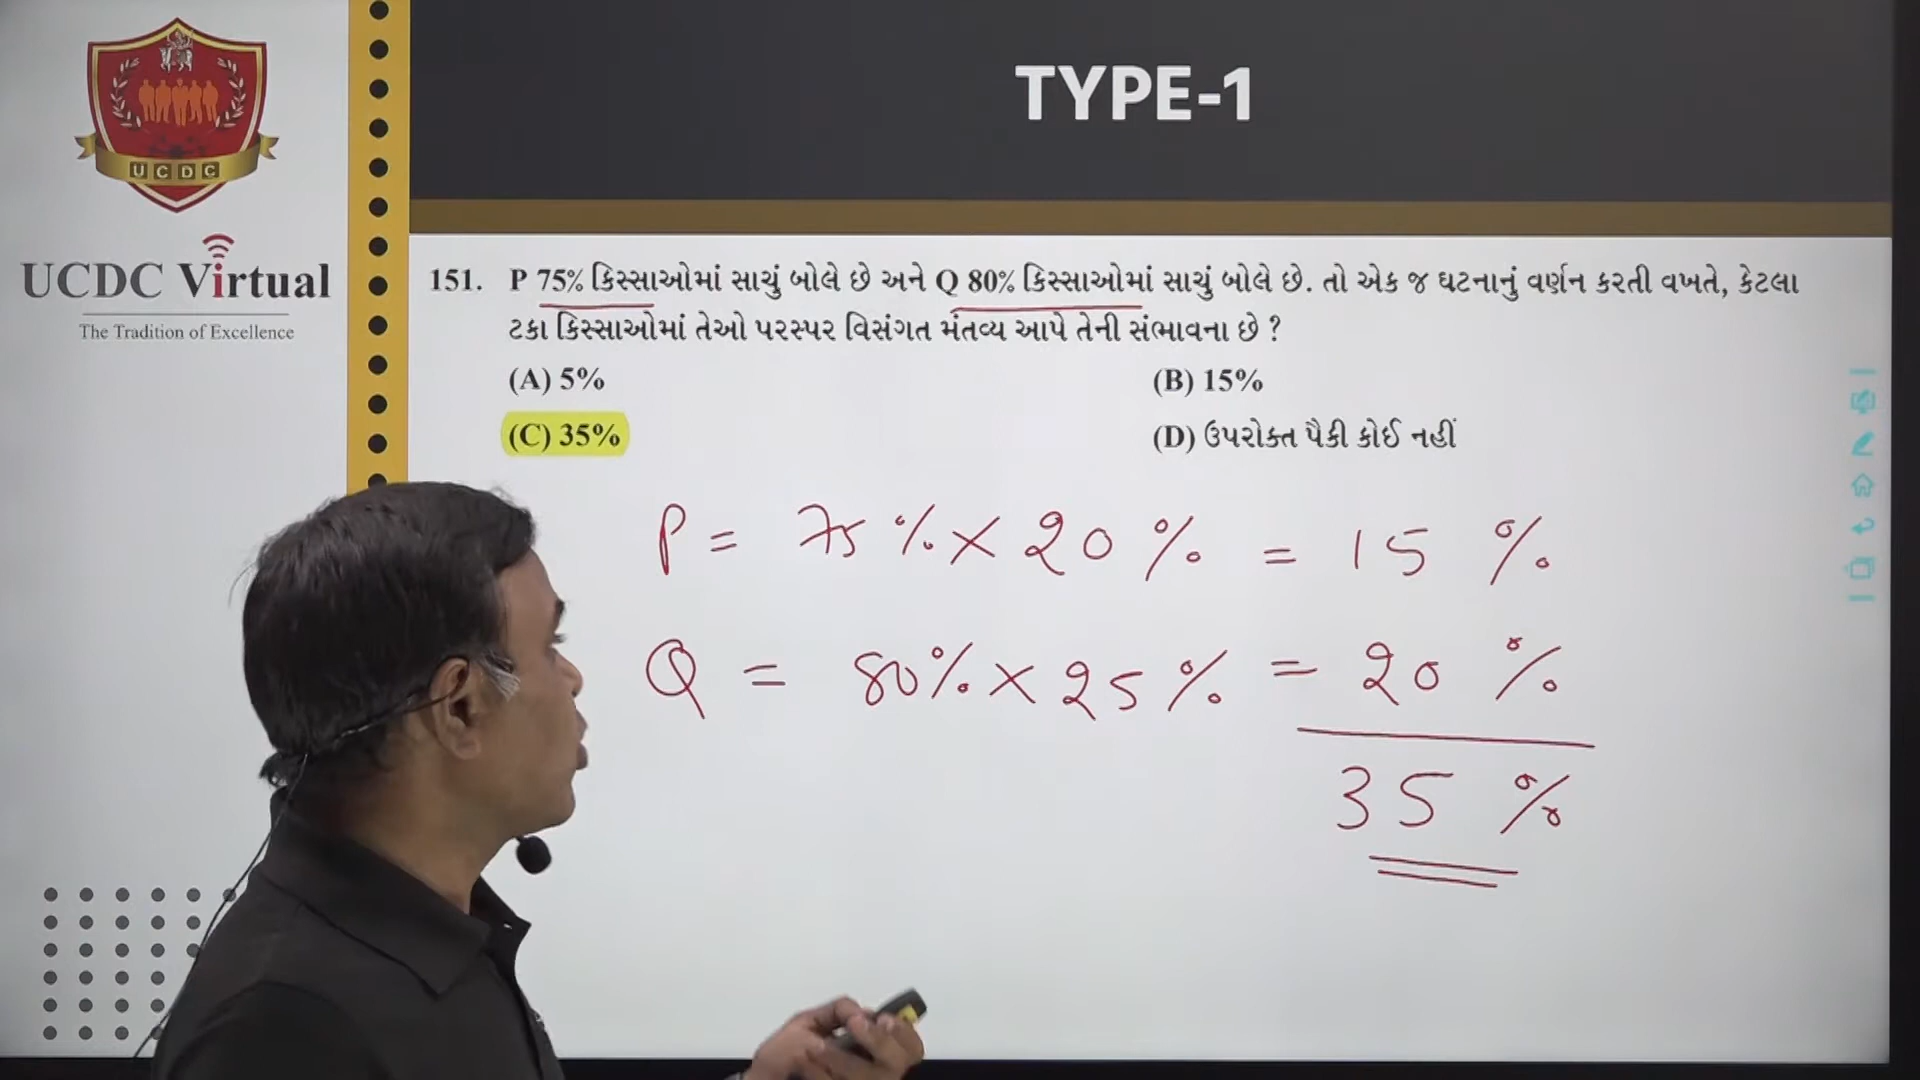 TYPE-1
UCDC
UCDC Virtual
The Tradition of Excellence
151. P 75% કિસ્સાઓમાં સાચું બોલે છે અને Q 80% કિસ્સાઓમાં સાચું બોલે છે. તો એક જ ઘટનાનું વર્ણન કરતી વખતે, કેટલા
ટકા કિસ્સાઓમાં તેઓ પરસ્પર વિસંગત મંતવ્ય આપે તેની સંભાવના છે ?
(A) 5% (B) 15%
(C) 35% (D) ઉપરોક્ત પૈકી કોઈ નહીં
P = 75% × 20% = 15%
Q = 80% × 25% = 20%
35%